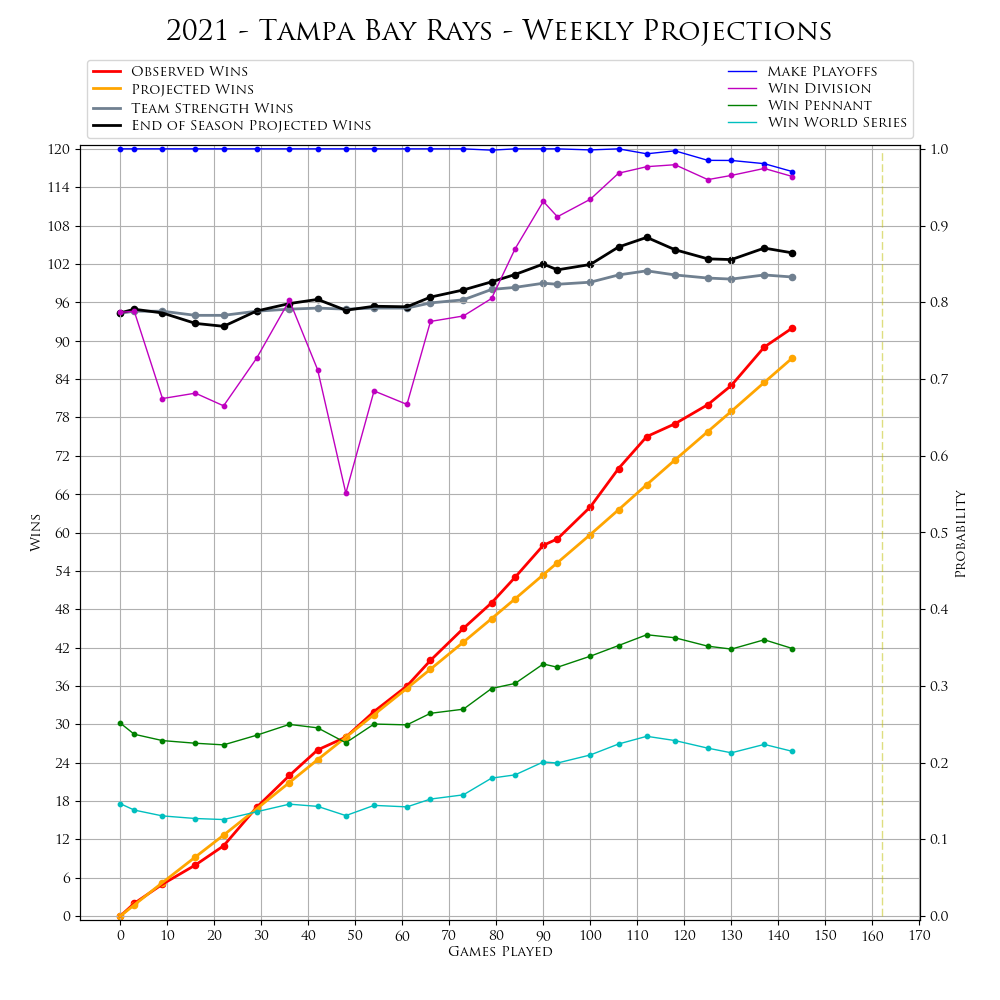 2021 - Tampa Bay Rays - Weekly Projections
Observed Wins
Projected Wins
Team Strength Wins
End of Season Projected Wins
Make Playoffs
Win Division
Win Pennant
Win World Series
120
114
108
102
96
90
84
78
72
66
60
54
48
42
36
30
24
18
12
6
0
Wins
1.0
0.9
0.8
0.7
0.6
0.5
0.4
0.3
0.2
0.1
0.0
Probability
0 10 20 30 40 50 60 70 80 90 100 110 120 130 140 150 160 170
Games Played